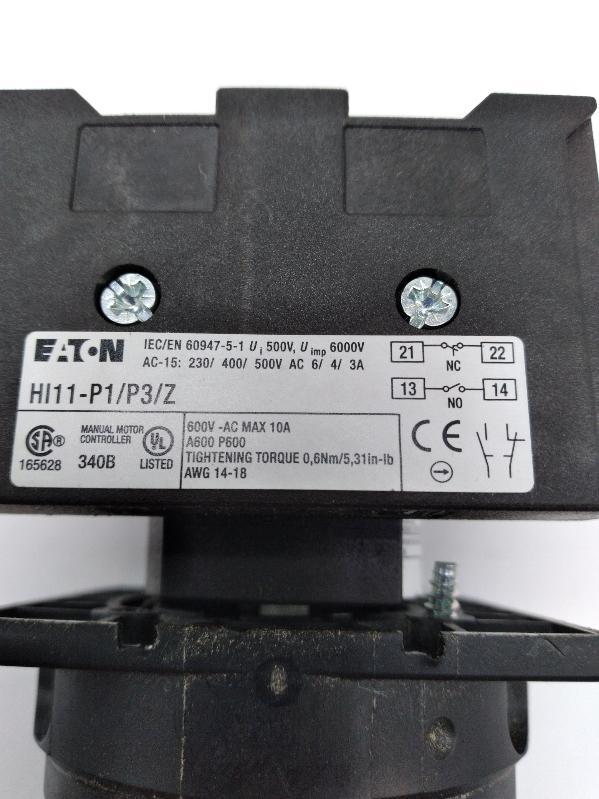 EATON
IEC/EN 60947-5-1 Ui 500V, Uimp 6000V
AC-15: 230/ 400/ 500V AC 6/ 4/ 3A
HI11-P1/P3/Z
21 22
NC
13 14
NO
SA ®
165628
MANUAL MOTOR
CONTROLLER
340B
UL ®
LISTED
600V -AC MAX 10A
A600 P600
TIGHTENING TORQUE 0,6Nm/5,31in-lb
AWG 14-18
CE